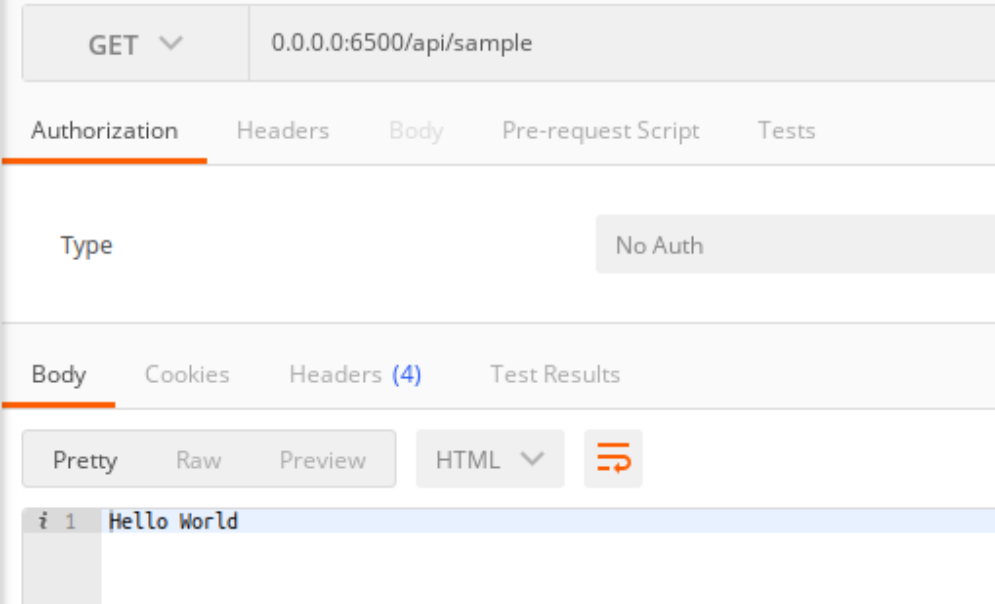 GET 0.0.0.0:6500/api/sample
Authorization Headers Body Pre-request Script Tests
Type No Auth
Body Cookies Headers (4) Test Results
Pretty Raw Preview HTML
i 1 Hello World